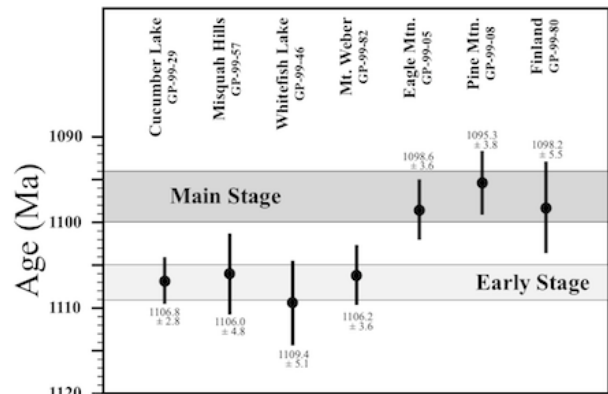 Cucumber Lake
GP-99-29
Misquah Hills
GP-99-57
Whitefish Lake
GP-99-46
Mt. Weber
GP-99-82
Eagle Mtn.
GP-99-05
Pine Mtn.
GP-99-08
Finland
GP-99-80
Age (Ma)
1090
1100
1110
1120
Main Stage
Early Stage
1106.8
± 2.8
1106.0
± 4.8
1109.4
± 5.1
1106.2
± 3.6
1098.6
± 3.6
1095.3
± 3.8
1098.2
± 5.5